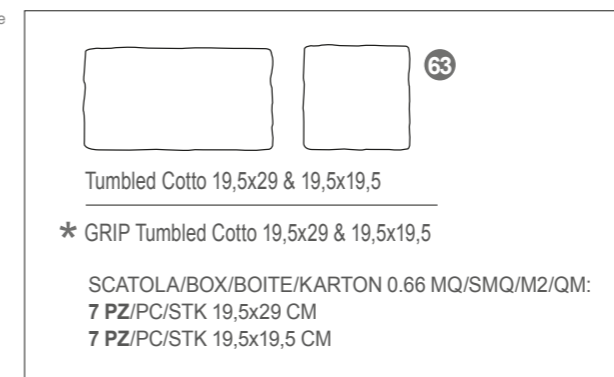 e
63
Tumbled Cotto 19,5x29 & 19,5x19,5
* GRIP Tumbled Cotto 19,5x29 & 19,5x19,5
SCATOLA/BOX/BOITE/KARTON 0.66 MQ/SMQ/M2/QM:
7 PZ/PC/STK 19,5x29 CM
7 PZ/PC/STK 19,5x19,5 CM